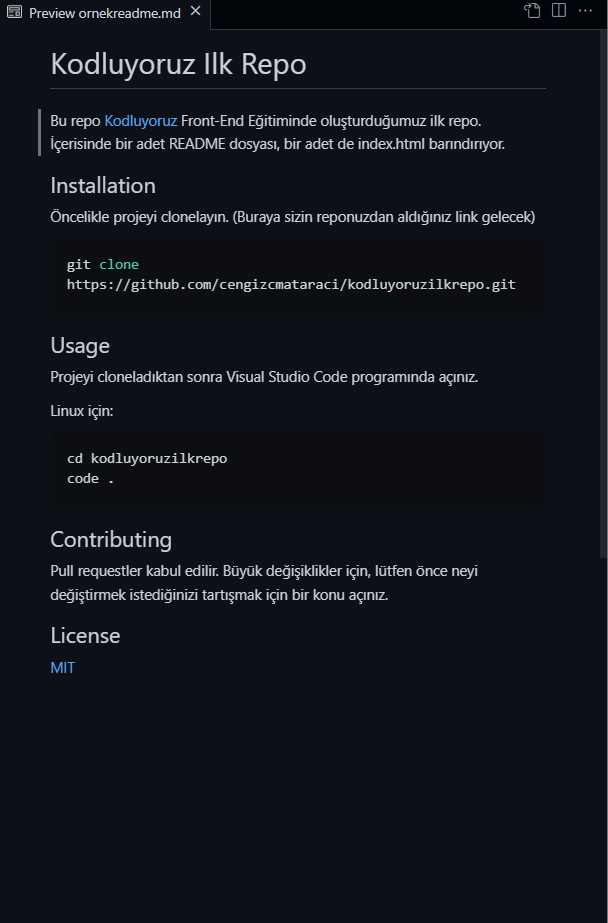 Preview ornekreadme.md
Kodluyoruz Ilk Repo
Bu repo Kodluyoruz Front-End Eğitiminde oluşturduğumuz ilk repo.
İçerisinde bir adet README dosyası, bir adet de index.html barındırıyor.
Installation
Öncelikle projeyi clonelayın. (Buraya sizin reponuzdan aldığınız link gelecek)
git clone
https://github.com/cengizcmataraci/kodluyoruzilkrepo.git
Usage
Projeyi cloneladıktan sonra Visual Studio Code programında açınız.
Linux için:
cd kodluyoruzilkrepo
code .
Contributing
Pull requestler kabul edilir. Büyük değişiklikler için, lütfen önce neyi
değiştirmek istediğinizi tartışmak için bir konu açınız.
License
MIT